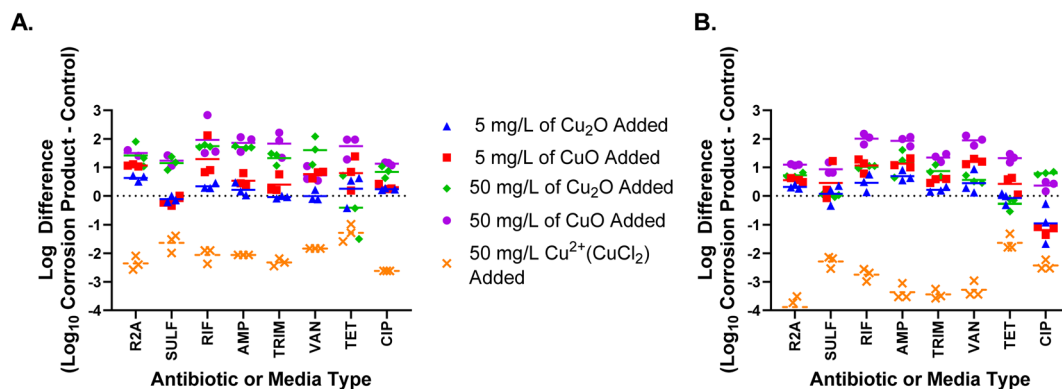 A.
B.
Log₁₀ Difference
(Log₁₀ Corrosion Product - Control)
3
2
1
0
-1
-2
-3
-4
R2A
SULF
RIF
AMP
TRIM
VAN
TET
CIP
Antibiotic or Media Type
5 mg/L of Cu₂O Added
5 mg/L of CuO Added
50 mg/L of Cu₂O Added
50 mg/L of CuO Added
50 mg/L Cu²⁺(CuCl₂)
Added
Log₁₀ Difference
(Log₁₀ Corrosion Product - Control)
3
2
1
0
-1
-2
-3
-4
R2A
SULF
RIF
AMP
TRIM
VAN
TET
CIP
Antibiotic or Media Type